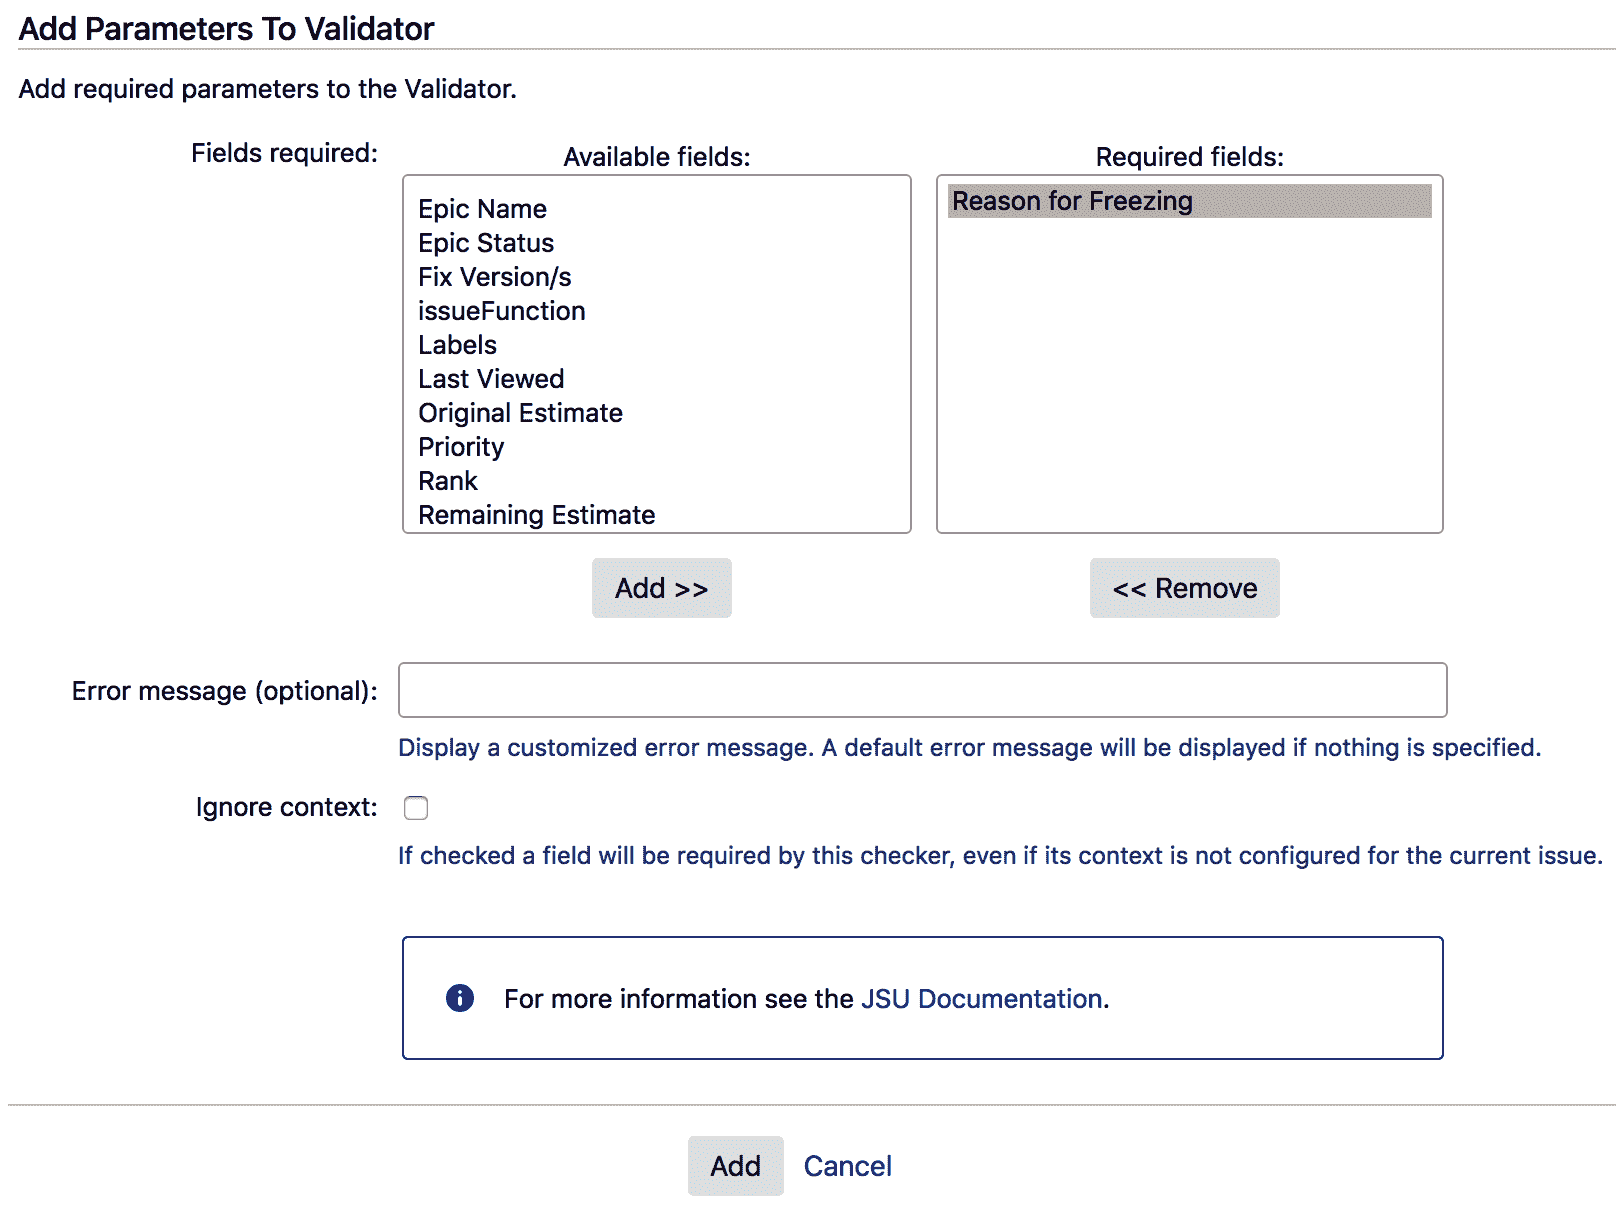 Add Parameters To Validator
Add required parameters to the Validator.
Fields required:
Available fields:
Required fields:
Epic Name
Epic Status
Fix Version/s
issueFunction
Labels
Last Viewed
Original Estimate
Priority
Rank
Remaining Estimate
Reason for Freezing
Add >>
<< Remove
Error message (optional):
Display a customized error message. A default error message will be displayed if nothing is specified.
Ignore context:
If checked a field will be required by this checker, even if its context is not configured for the current issue.
For more information see the JSU Documentation.
Add Cancel